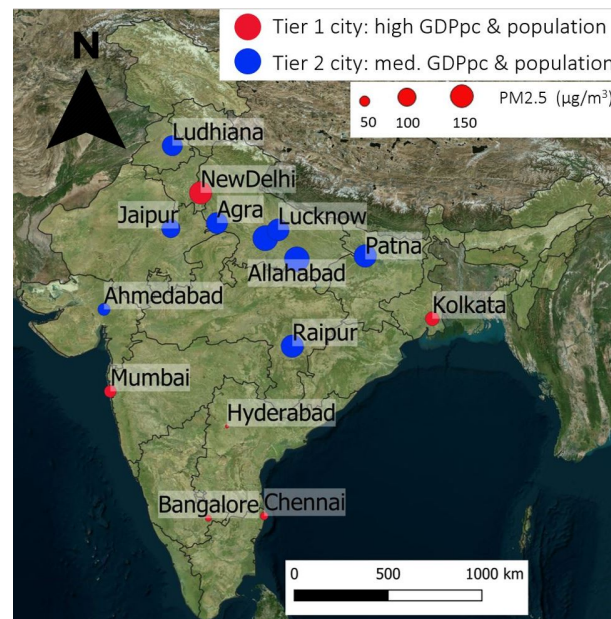 N
Tier 1 city: high GDPpc & population
Tier 2 city: med. GDPpc & population
PM2.5 (μg/m³)
50 100 150
Ludhiana
NewDelhi
Jaipur
Agra
Lucknow
Patna
Allahabad
Ahmedabad
Kolkata
Raipur
Mumbai
Hyderabad
Bangalore
Chennai
0 500 1000 km